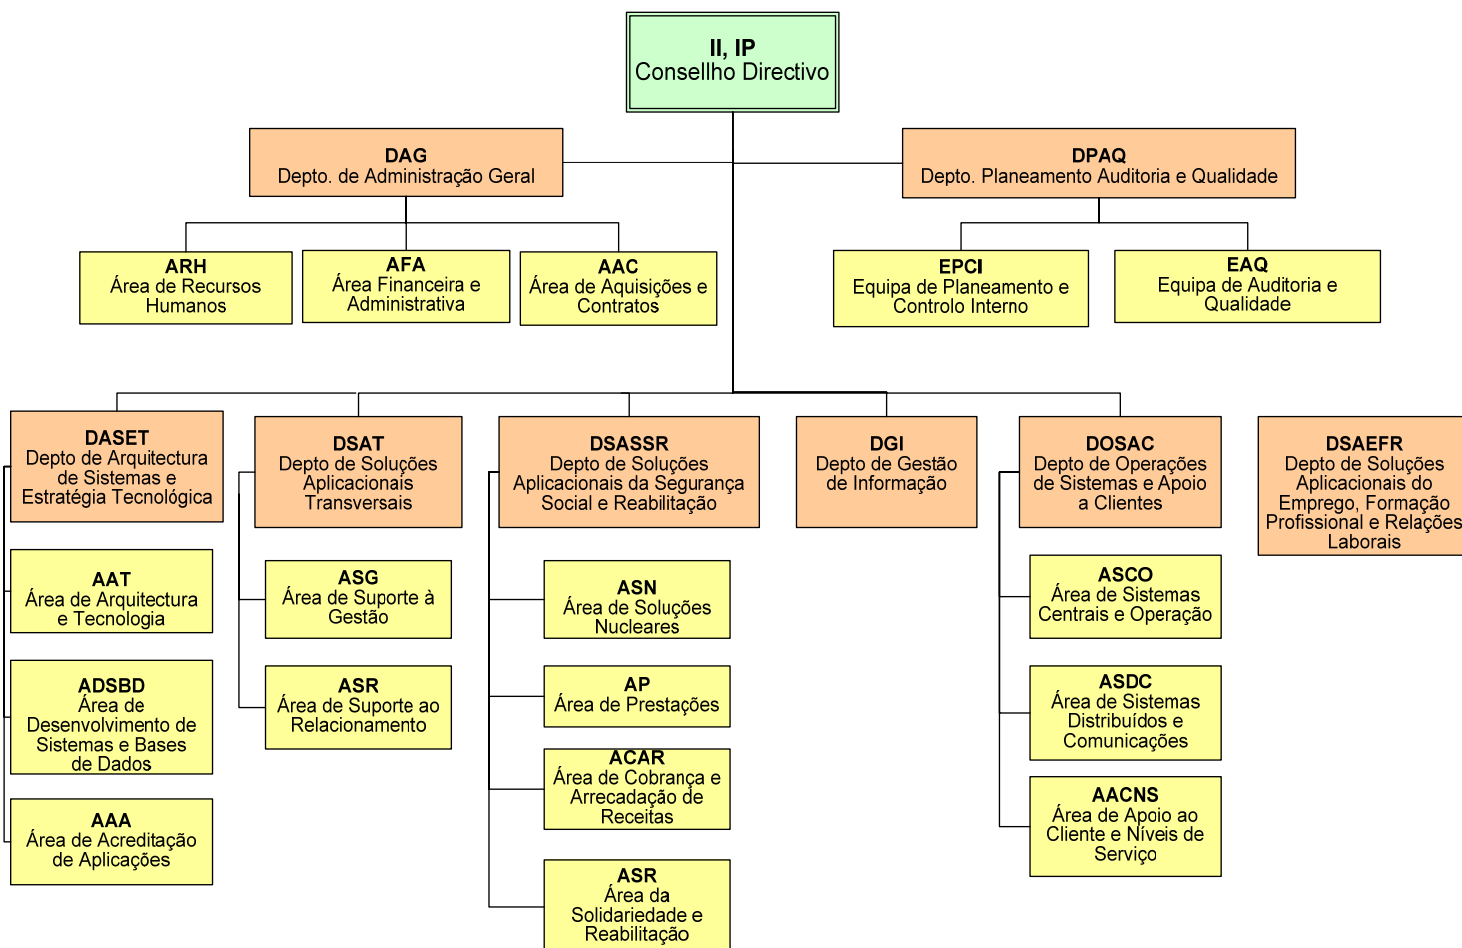 II, IP
Consellho Directivo
DAG
Depto. de Administração Geral
DPAQ
Depto. Planeamento Auditoria e Qualidade
ARH
Área de Recursos
Humanos
AFA
Área Financeira e
Administrativa
AAC
Área de Aquisições e
Contratos
EPCI
Equipa de Planeamento e
Controlo Interno
EAQ
Equipa de Auditoria e
Qualidade
DASET
Depto de Arquitectura
de Sistemas e
Estratégia Tecnológica
DSAT
Depto de Soluções
Aplicacionais
Transversais
DSASSR
Depto de Soluções
Aplicacionais da Segurança
Social e Reabilitação
DGI
Depto de Gestão
de Informação
DOSAC
Depto de Operações
de Sistemas e Apoio
a Clientes
DSAEFR
Depto de Soluções
Aplicacionais do
Emprego, Formação
Profissional e Relações
Laborais
AAT
Área de Arquitectura
e Tecnologia
ADSBD
Área de
Desenvolvimento de
Sistemas e Bases
de Dados
AAA
Área de Acreditação
de Aplicações
ASG
Área de Suporte à
Gestão
ASR
Área de Suporte ao
Relacionamento
ASN
Área de Soluções
Nucleares
AP
Área de Prestações
ACAR
Área de Cobrança e
Arrecadação de
Receitas
ASR
Área da
Solidariedade e
Reabilitação
ASCO
Área de Sistemas
Centrais e Operação
ASDC
Área de Sistemas
Distribuídos e
Comunicações
AACNS
Área de Apoio ao
Cliente e Níveis de
Serviço